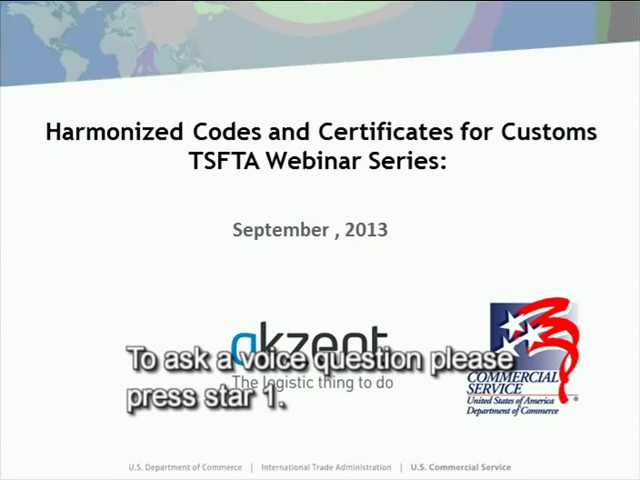 Harmonized Codes and Certificates for Customs
TSFTA Webinar Series:
September , 2013
akzent
The logistic thing to do
To ask a voice question please
press star 1.
COMMERCIAL
SERVICE
United States of America
Department of Commerce
U.S. Department of Commerce | International Trade Administration | U.S. Commercial Service